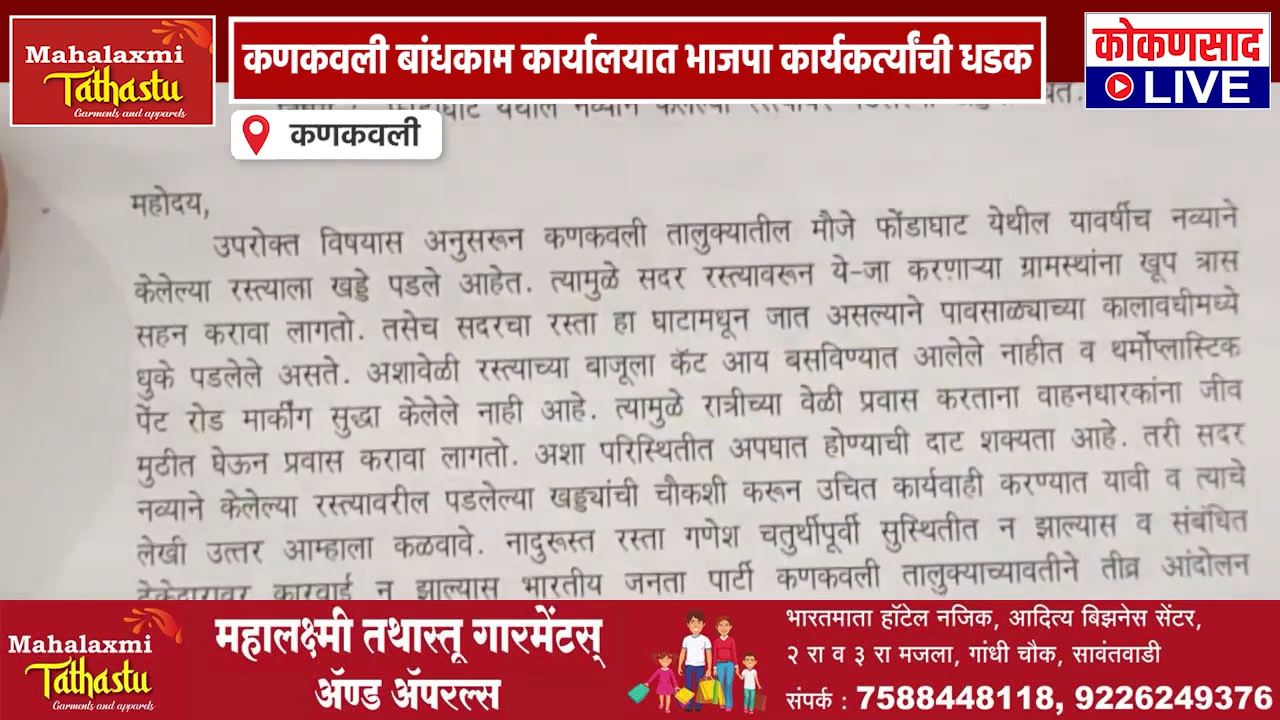 Mahalaxmi
Tathastu
Garments and apparels
कणकवली बांधकाम कार्यालयात भाजपा कार्यकर्त्यांची धडक
कोकणसाद
LIVE
कणकवली
महोदय,
उपरोक्त विषयास अनुसरून कणकवली तालुक्यातील मौजे फोंडाघाट येथील यावर्षीच नव्याने
केलेल्या रस्त्याला खड्डे पडले आहेत. त्यामुळे सदर रस्त्यावरून ये-जा करणाऱ्या ग्रामस्थांना खूप त्रास
सहन करावा लागतो. तसेच सदरचा रस्ता हा घाटामधून जात असल्याने पावसाळ्याच्या कालावधीमध्ये
धुके पडलेले असते. अशावेळी रस्त्याच्या बाजूला कॅट आय बसविण्यात आलेले नाहीत व थर्मोप्लास्टिक
पेंट रोड मार्कींग सुद्धा केलेले नाही आहे. त्यामुळे रात्रीच्या वेळी प्रवास करताना वाहनधारकांना जीव
मुठीत घेऊन प्रवास करावा लागतो. अशा परिस्थितीत अपघात होण्याची दाट शक्यता आहे. तरी सदर
नव्याने केलेल्या रस्त्यावरील पडलेल्या खड्ड्यांची चौकशी करून उचित कार्यवाही करण्यात यावी व त्याचे
लेखी उत्तर आम्हाला कळवावे. नादुरूस्त रस्ता गणेश चतुर्थीपूर्वी सुस्थितीत न झाल्यास व संबंधित
ठेकेदारावर कारवाई न झाल्यास भारतीय जनता पार्टी कणकवली तालुक्याच्यावतीने तीव्र आंदोलन
Mahalaxmi
Tathastu
Garments and apparels
महालक्ष्मी तथास्तू गारमेंटस्
ॲण्ड ॲपरल्स
भारतमाता हॉटेल नजिक, आदित्य बिझनेस सेंटर,
२ रा व ३ रा मजला, गांधी चौक, सावंतवाडी
संपर्क : 7588448118, 9226249376